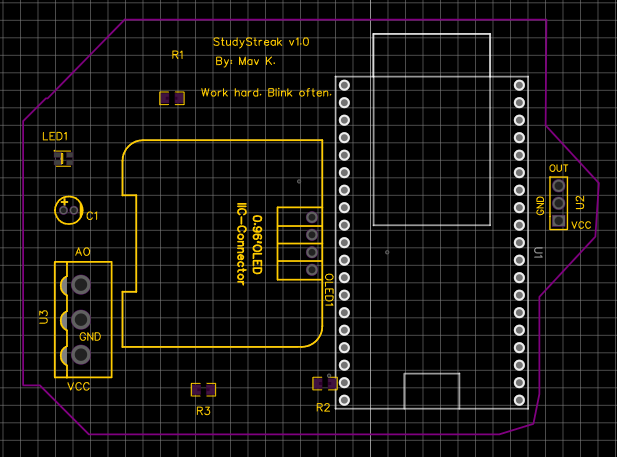 StudyStreak v1.0
R1
By: Mav K.
Work hard. Blink often.
LED1
OUT
GND
U2
C1
VCC
0.96'OLED
IIC-Connector
AO
U1
OLED1
U3
GND
VCC
R3
R2